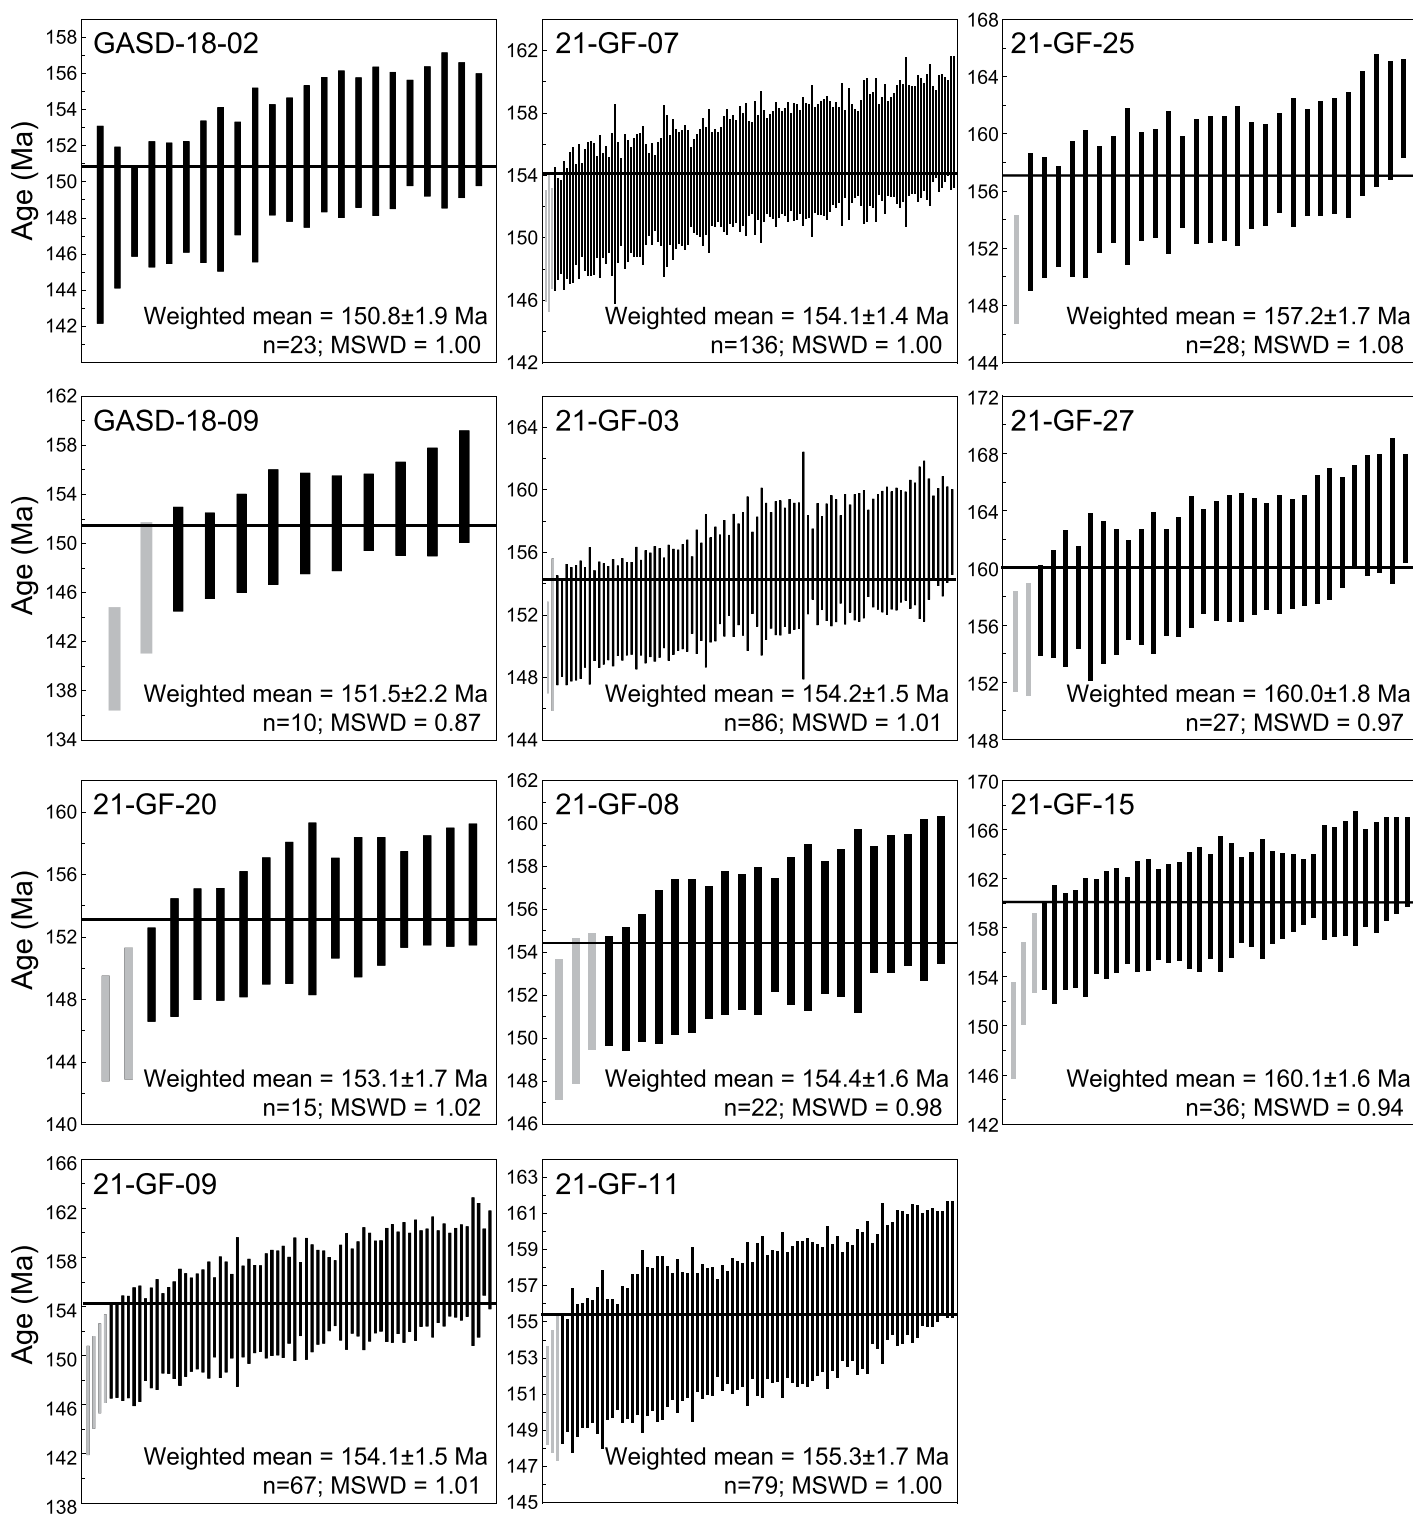 GASD-18-02
Age (Ma)
158
156
154
152
150
148
146
144
142
Weighted mean = 150.8±1.9 Ma
n=23; MSWD = 1.00
21-GF-07
162
158
154
150
146
142
Weighted mean = 154.1±1.4 Ma
n=136; MSWD = 1.00
21-GF-25
168
164
160
156
152
148
144
Weighted mean = 157.2±1.7 Ma
n=28; MSWD = 1.08
GASD-18-09
Age (Ma)
162
158
154
150
146
142
138
134
Weighted mean = 151.5±2.2 Ma
n=10; MSWD = 0.87
21-GF-03
164
160
156
152
148
144
Weighted mean = 154.2±1.5 Ma
n=86; MSWD = 1.01
21-GF-27
172
168
164
160
156
152
148
Weighted mean = 160.0±1.8 Ma
n=27; MSWD = 0.97
21-GF-20
Age (Ma)
160
156
152
148
144
140
Weighted mean = 153.1±1.7 Ma
n=15; MSWD = 1.02
21-GF-08
162
160
158
156
154
152
150
148
146
Weighted mean = 154.4±1.6 Ma
n=22; MSWD = 0.98
21-GF-15
170
166
162
158
154
150
146
142
Weighted mean = 160.1±1.6 Ma
n=36; MSWD = 0.94
21-GF-09
Age (Ma)
166
162
158
154
150
146
142
138
Weighted mean = 154.1±1.5 Ma
n=67; MSWD = 1.01
21-GF-11
163
161
159
157
155
153
151
149
147
145
Weighted mean = 155.3±1.7 Ma
n=79; MSWD = 1.00